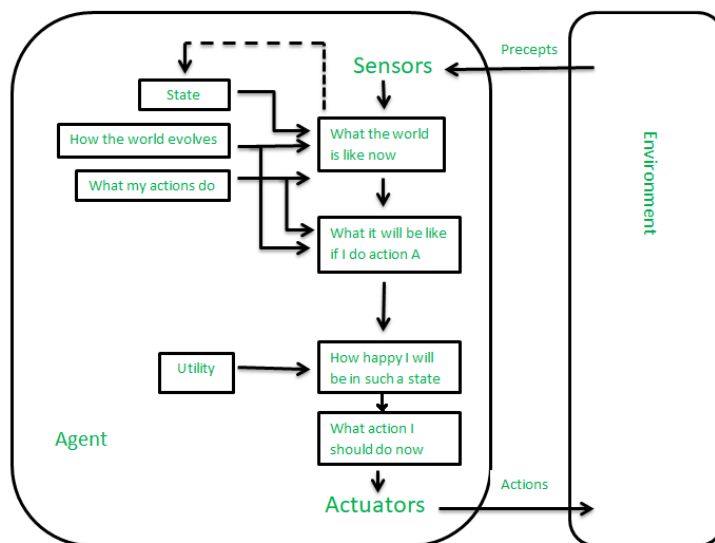 Precepts
Sensors
State
What the world
is like now
How the world evolves
What my actions do
What it will be like
if I do action A
Environment
Utility
How happy I will
be in such a state
What action I
should do now
Agent
Actuators
Actions